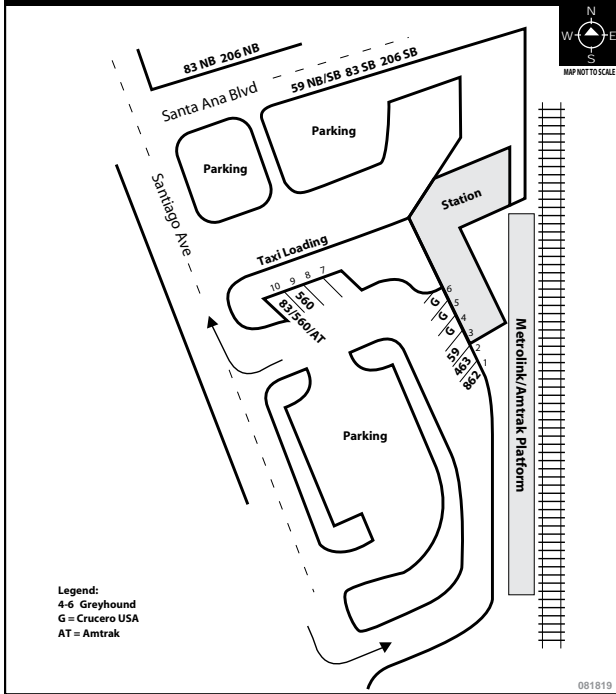 N
W E
S
MAP NOT TO SCALE
83 NB 206 NB
Santa Ana Blvd
59 NB/SB 83 SB 206 SB
Parking
Parking
Santiago Ave
Station
Taxi Loading
10 9 8 7
560
83/560/AT
6
G 5
G 4
G 3
59 2
463 1
862
Metrolink/Amtrak Platform
Parking
Legend:
4-6 Greyhound
G = Crucero USA
AT = Amtrak
081819